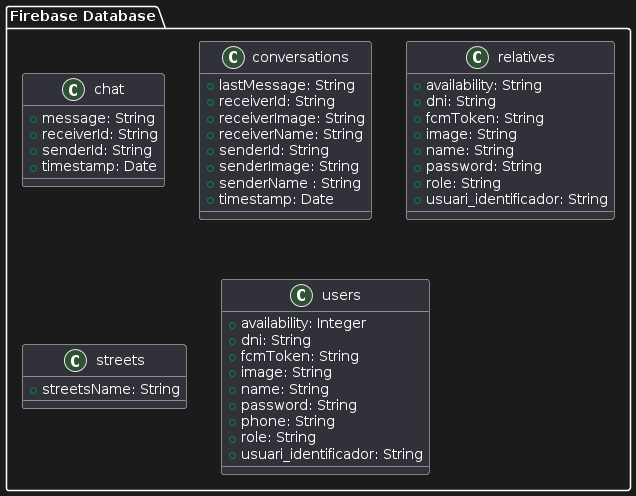 Firebase Database
C chat
message: String
receiverId: String
senderId: String
timestamp: Date
C conversations
lastMessage: String
receiverId: String
receiverImage: String
receiverName: String
senderId: String
senderImage: String
senderName : String
timestamp: Date
C relatives
availability: String
dni: String
fcmToken: String
image: String
name: String
password: String
role: String
usuari_identificador: String
C streets
streetsName: String
C users
availability: Integer
dni: String
fcmToken: String
image: String
name: String
password: String
phone: String
role: String
usuari_identificador: String